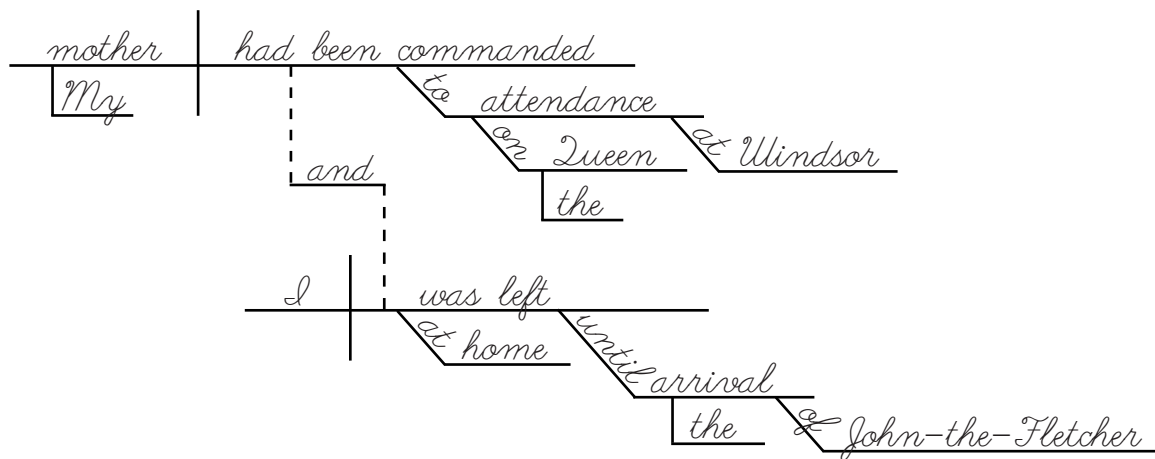 mother had been commanded
My to attendance
on Queen at Windsor
and the
I was left
at home until
arrival
the of John-the-Fletcher